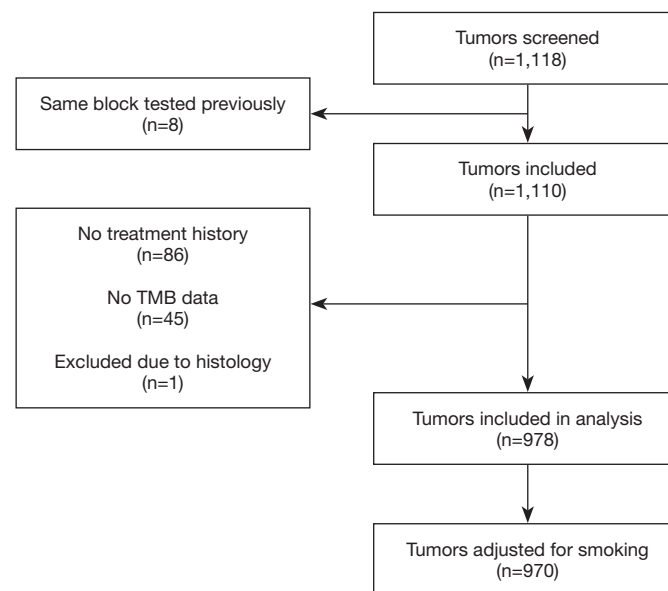 Tumors screened
(n=1,118)
Same block tested previously
(n=8)
Tumors included
(n=1,110)
No treatment history
(n=86)
No TMB data
(n=45)
Excluded due to histology
(n=1)
Tumors included in analysis
(n=978)
Tumors adjusted for smoking
(n=970)